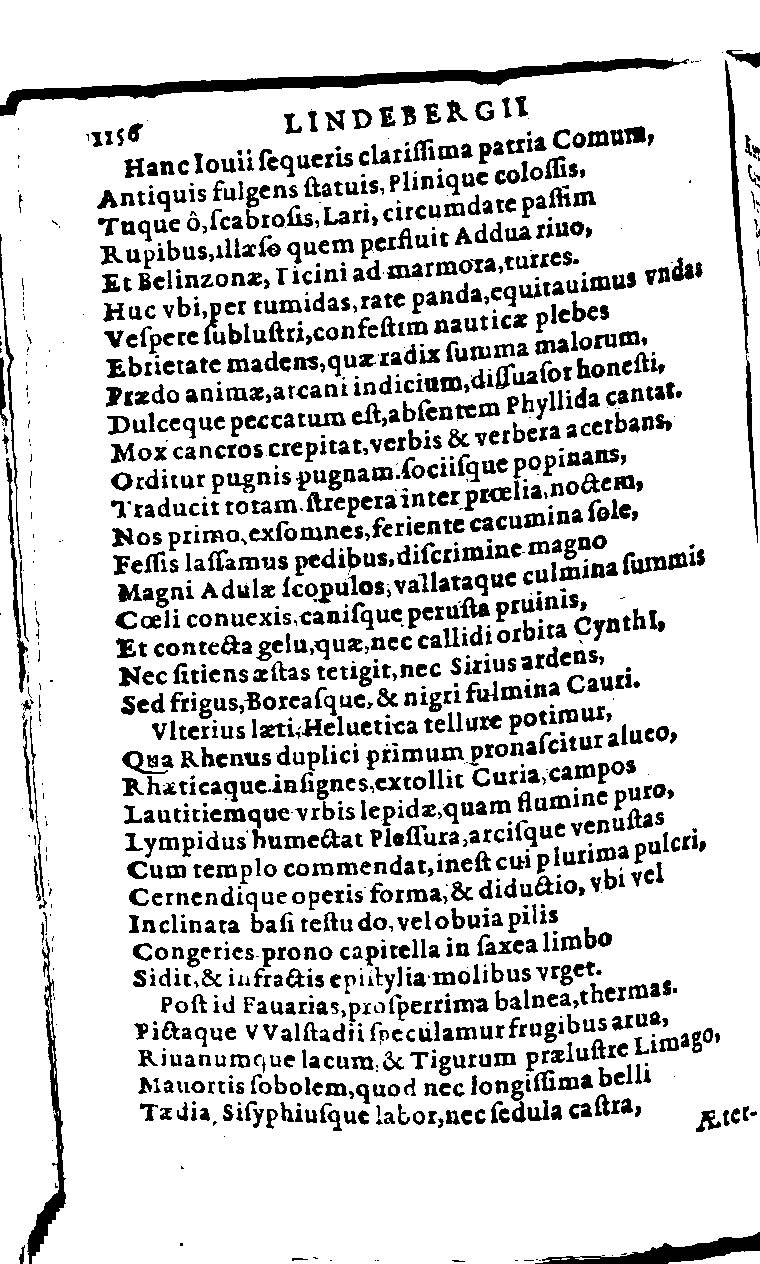 1156 LINDEBERGII
Hanc Iouii ſequeris clariſſima patria Comum,
Antiquis fulgens ſtatuis, Plinique coloſſis,
Tuque ô, ſcabroſis, Lari, circumdate paſſim
Rupibus, illæſo quem perfluit Addua riuo,
Et Belinzonæ, Ticini ad marmora, turres.
Huc vbi, per tumidas, rate panda, equitauimus vndas
Veſpere ſubluſtri, confeſtim nauticæ plebes
Ebrietate madens, quæ radix ſumma malorum,
Prædo animæ, arcani indicium, diſſuaſor honeſti,
Dulceque peccatum eſt, abſentem Phyllida cantat.
Mox cancros crepitat, verbis & verbera acerbans,
Orditur pugnis pugnam. ſociiſque popinans,
Traducit totam. ſtrepera inter prœlia, noctem,
Nos primo, exſomnes, feriente cacumina ſole,
Feſſis laſſamus pedibus, diſcrimine magno
Magni Adulæ ſcopulos, vallataque culmina ſummis
Cœli conuexis, caniſque peruſta pruinis,
Et contecta gelu, quæ, nec callidi orbita CynthI,
Nec ſitiens æſtas tetigit, nec Sirius ardens,
Sed frigus, Boreaſque, & nigri fulmina Cauri.
Vlterius læti, Heluetica tellure potimur,
Qua Rhenus duplici primum pronaſcitur alueo,
Rhæticaque inſignes, extollit Curia, campos
Lautitiemque vrbis lepidæ, quam flumine puro,
Lympidus humectat Pleſſura, arciſque venuſtas
Cum templo commendat, ineſt cui plurima pulcri,
Cernendique operis forma, & diductio, vbi vel
Inclinata baſi teſtudo, vel obuia pilis
Congeries prono capitella in ſaxea limbo
Sidit, & infractis epiſtylia molibus vrget.
Poſt id Fauarias, proſperrima balnea, thermas.
Pictaque VValſtadii ſpeculamur frugibus arua,
Riuanumque lacum, & Tigurum præluſtre Limago,
Mauortis ſobolem, quod nec longiſſima belli
Tædia, Siſyphiuſque labor, nec ſedula caſtra,
Æter-